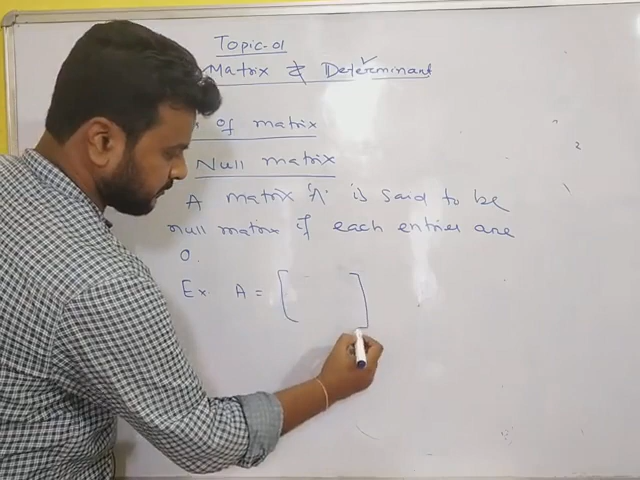 Topic-01
Matrix & Determinant
of matrix
Null matrix
A matrix 'A' is said to be
null matrix if each entries are
0.
Ex. A = [ ]